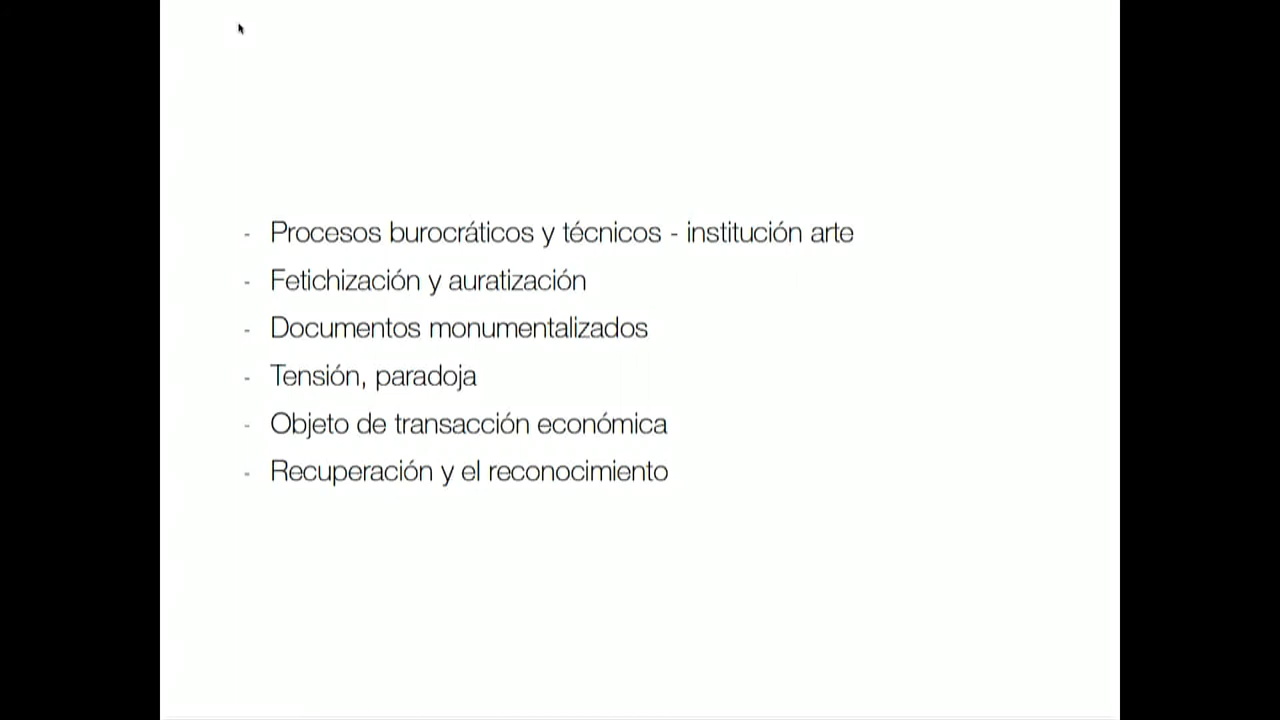 - Procesos burocráticos y técnicos - institución arte
- Fetichización y auratización
- Documentos monumentalizados
- Tensión, paradoja
- Objeto de transacción económica
- Recuperación y el reconocimiento